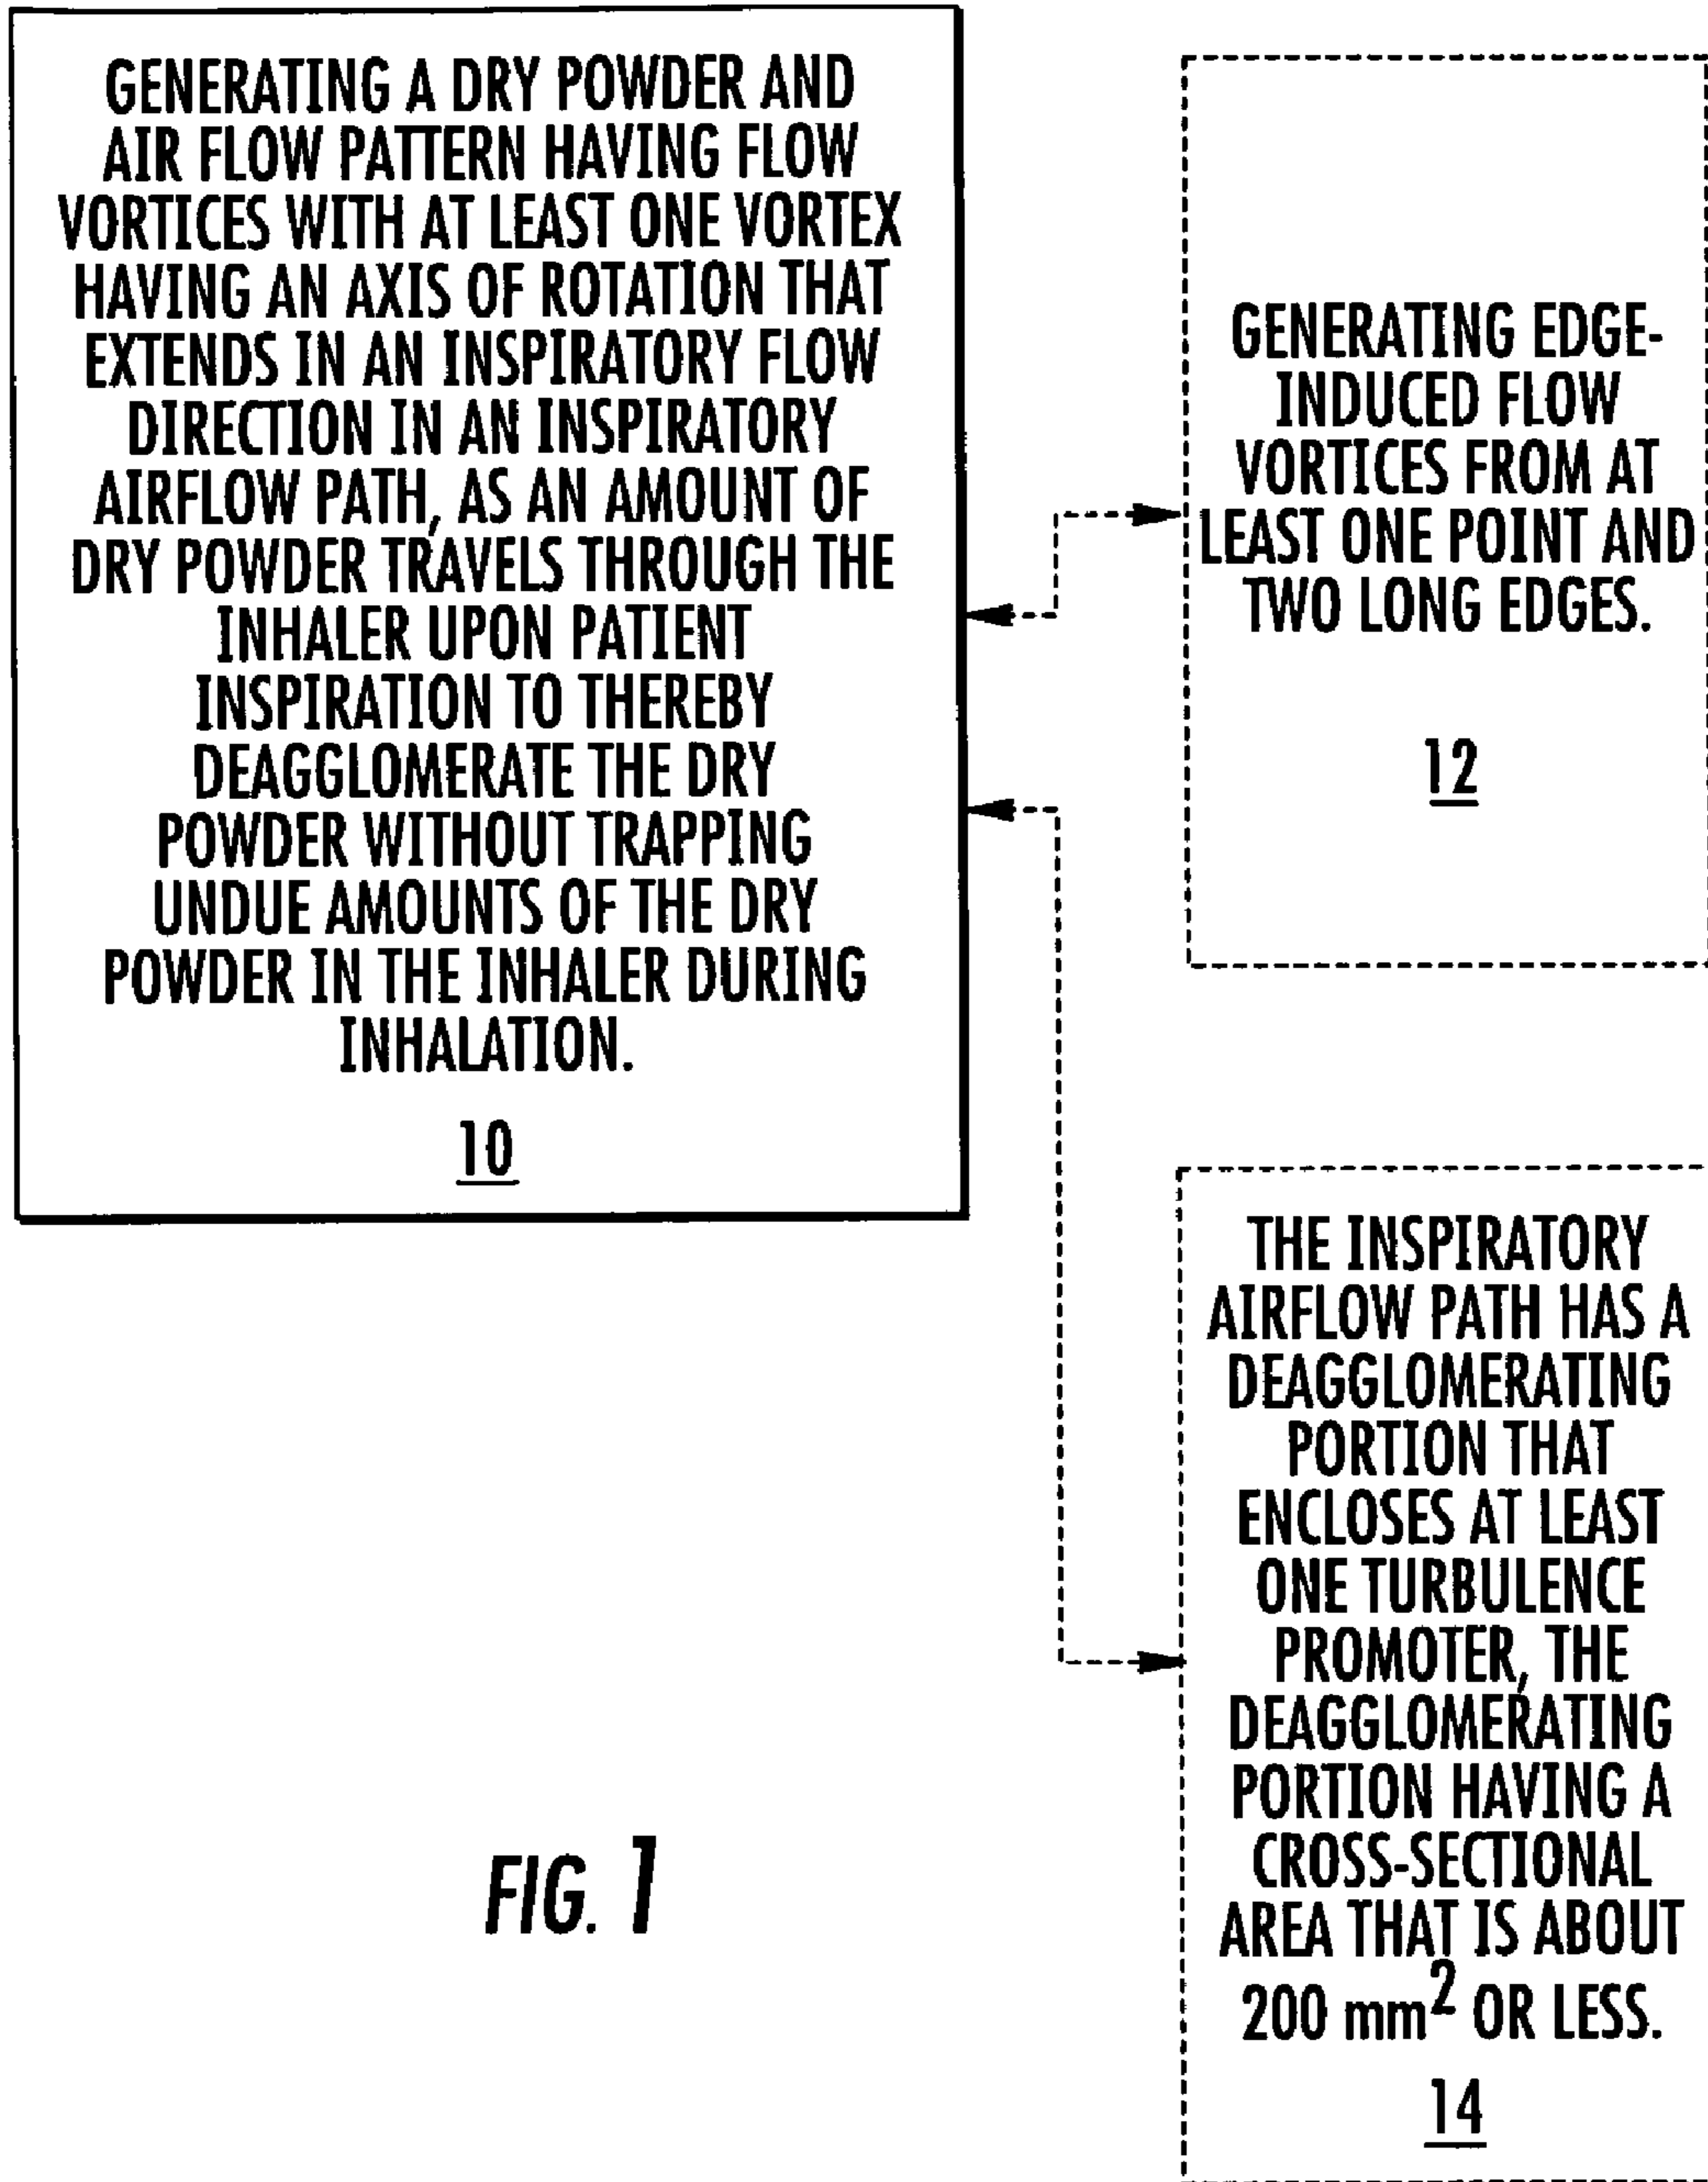 GENERATING A DRY POWDER AND
AIR FLOW PATTERN HAVING FLOW
VORTICES WITH AT LEAST ONE VORTEX
HAVING AN AXIS OF ROTATION THAT
EXTENDS IN AN INSPIRATORY FLOW
DIRECTION IN AN INSPIRATORY
AIRFLOW PATH, AS AN AMOUNT OF
DRY POWDER TRAVELS THROUGH THE
INHALER UPON PATIENT
INSPIRATION TO THEREBY
DEAGGLOMERATE THE DRY
POWDER WITHOUT TRAPPING
UNDUE AMOUNTS OF THE DRY
POWDER IN THE INHALER DURING
INHALATION.
10
GENERATING EDGE-
INDUCED FLOW
VORTICES FROM AT
LEAST ONE POINT AND
TWO LONG EDGES.
12
THE INSPIRATORY
AIRFLOW PATH HAS A
DEAGGLOMERATING
PORTION THAT
ENCLOSES AT LEAST
ONE TURBULENCE
PROMOTER, THE
DEAGGLOMERATING
PORTION HAVING A
CROSS-SECTIONAL
AREA THAT IS ABOUT
200 mm² OR LESS.
14
FIG. 1